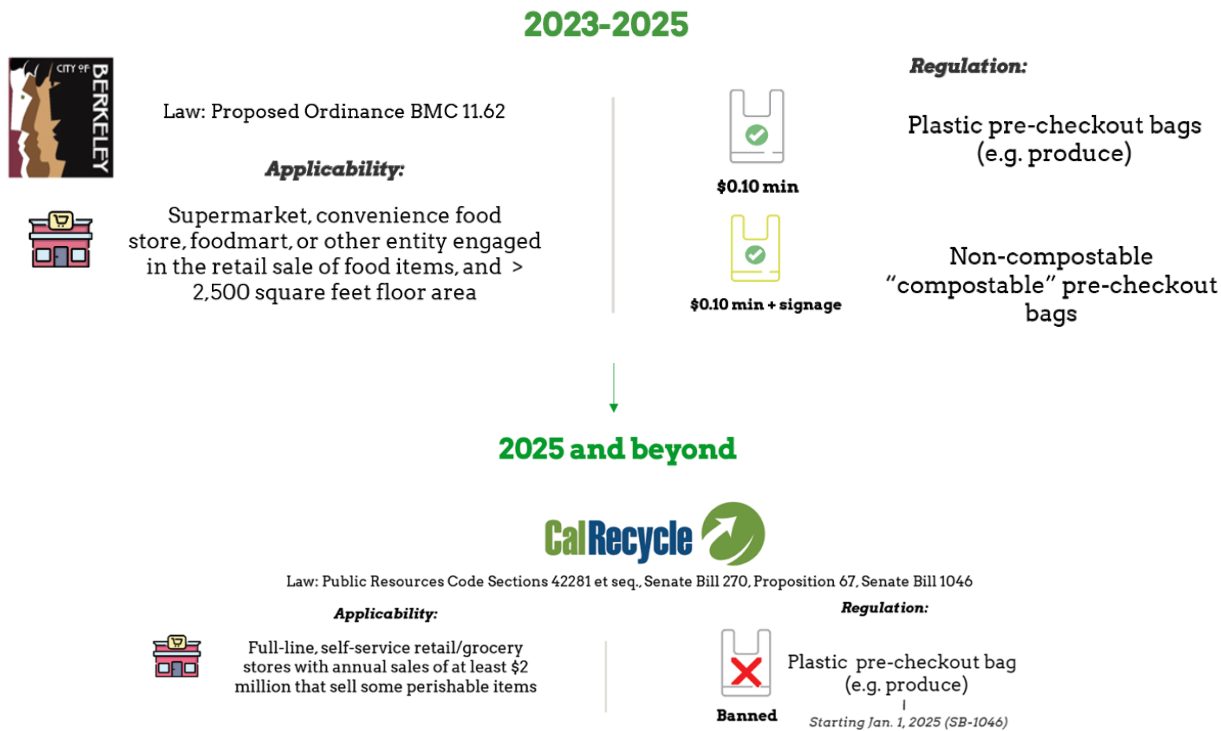 2023-2025
CITY OF
BERKELEY
Law: Proposed Ordinance BMC 11.62
Applicability:
Supermarket, convenience food
store, foodmart, or other entity engaged
in the retail sale of food items, and >
2,500 square feet floor area
Regulation:
$0.10 min
Plastic pre-checkout bags
(e.g. produce)
$0.10 min + signage
Non-compostable
“compostable” pre-checkout
bags
2025 and beyond
CalRecycle
Law: Public Resources Code Sections 42281 et seq., Senate Bill 270, Proposition 67, Senate Bill 1046
Applicability:
Full-line, self-service retail/grocery
stores with annual sales of at least $2
million that sell some perishable items
Regulation:
Banned
Plastic pre-checkout bag
(e.g. produce)
Starting Jan. 1, 2025 (SB-1046)